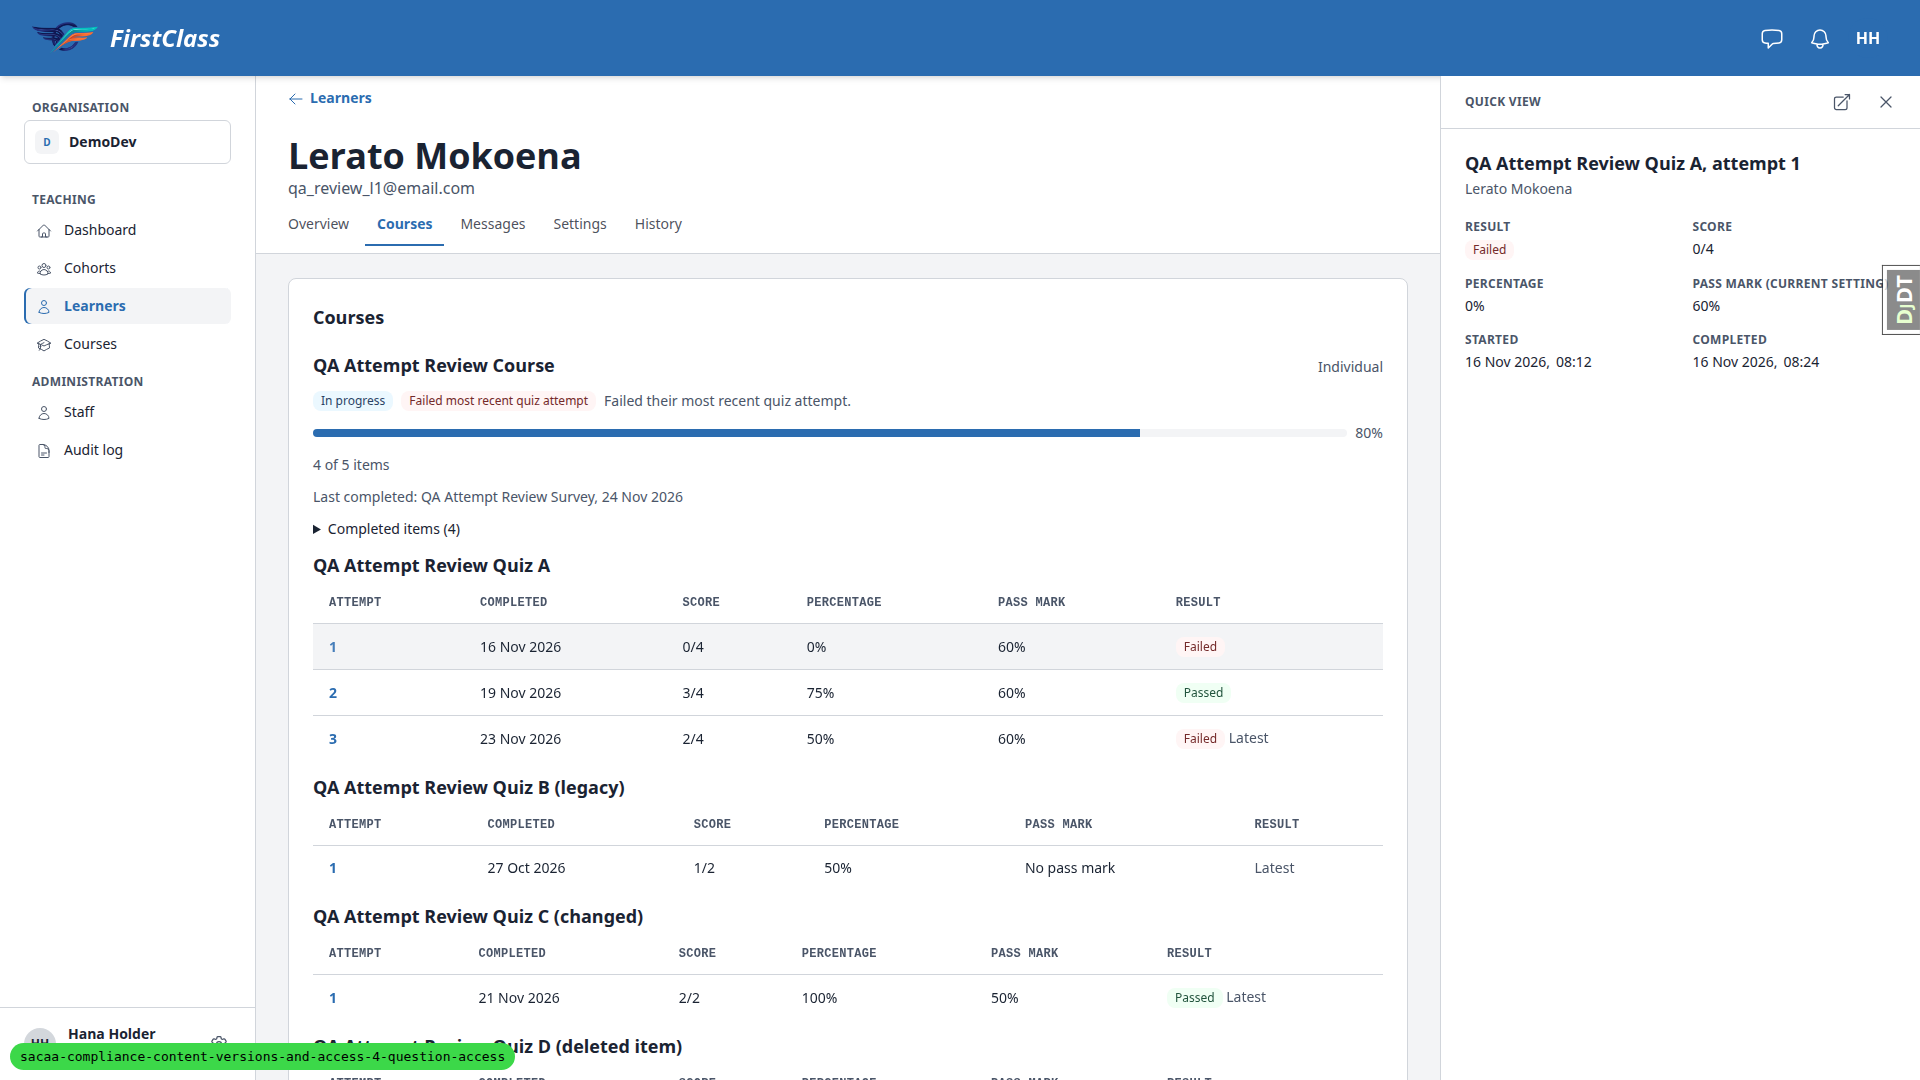 FirstClass
HH
ORGANISATION
D DemoDev
TEACHING
Dashboard
Cohorts
Learners
Courses
ADMINISTRATION
Staff
Audit log
Hana Holder
sacaa-compliance-content-versions-and-access-4-question-access
Learners
Lerato Mokoena
qa_review_l1@email.com
Overview Courses Messages Settings History
Courses
QA Attempt Review Course Individual
In progress Failed most recent quiz attempt Failed their most recent quiz attempt.
80%
4 of 5 items
Last completed: QA Attempt Review Survey, 24 Nov 2026
Completed items (4)
QA Attempt Review Quiz A
ATTEMPT COMPLETED SCORE PERCENTAGE PASS MARK RESULT
1 16 Nov 2026 0/4 0% 60% Failed
2 19 Nov 2026 3/4 75% 60% Passed
3 23 Nov 2026 2/4 50% 60% Failed Latest
QA Attempt Review Quiz B (legacy)
ATTEMPT COMPLETED SCORE PERCENTAGE PASS MARK RESULT
1 27 Oct 2026 1/2 50% No pass mark Latest
QA Attempt Review Quiz C (changed)
ATTEMPT COMPLETED SCORE PERCENTAGE PASS MARK RESULT
1 21 Nov 2026 2/2 100% 50% Passed Latest
Quiz D (deleted item)
QUICK VIEW
QA Attempt Review Quiz A, attempt 1
Lerato Mokoena
RESULT SCORE
Failed 0/4
PERCENTAGE PASS MARK (CURRENT SETTING
0% 60%
STARTED COMPLETED
16 Nov 2026, 08:12 16 Nov 2026, 08:24
DjDT